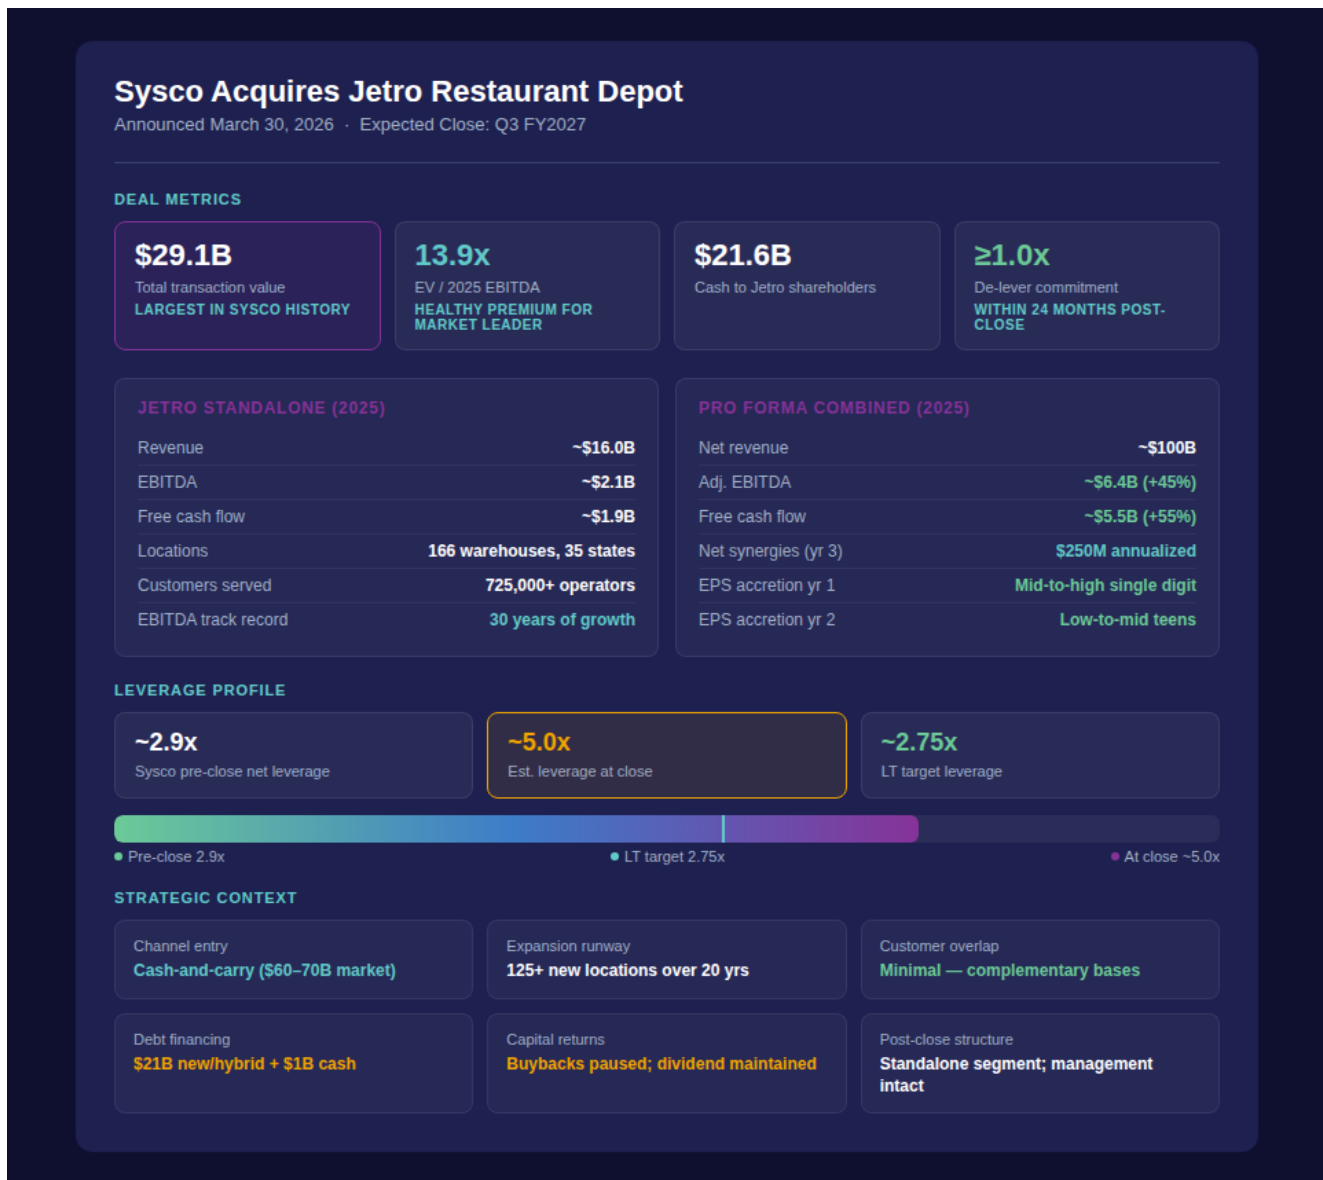 Sysco Acquires Jetro Restaurant Depot
Announced March 30, 2026 · Expected Close: Q3 FY2027
DEAL METRICS
$29.1B
Total transaction value
LARGEST IN SYSCO HISTORY
13.9x
EV / 2025 EBITDA
HEALTHY PREMIUM FOR
MARKET LEADER
$21.6B
Cash to Jetro shareholders
≥1.0x
De-lever commitment
WITHIN 24 MONTHS POST-
CLOSE
JETRO STANDALONE (2025)
Revenue ~$16.0B
EBITDA ~$2.1B
Free cash flow ~$1.9B
Locations 166 warehouses, 35 states
Customers served 725,000+ operators
EBITDA track record 30 years of growth
PRO FORMA COMBINED (2025)
Net revenue ~$100B
Adj. EBITDA ~$6.4B (+45%)
Free cash flow ~$5.5B (+55%)
Net synergies (yr 3) $250M annualized
EPS accretion yr 1 Mid-to-high single digit
EPS accretion yr 2 Low-to-mid teens
LEVERAGE PROFILE
~2.9x
Sysco pre-close net leverage
~5.0x
Est. leverage at close
~2.75x
LT target leverage
Pre-close 2.9x LT target 2.75x At close ~5.0x
STRATEGIC CONTEXT
Channel entry
Cash-and-carry ($60–70B market)
Expansion runway
125+ new locations over 20 yrs
Customer overlap
Minimal — complementary bases
Debt financing
$21B new/hybrid + $1B cash
Capital returns
Buybacks paused; dividend maintained
Post-close structure
Standalone segment; management
intact